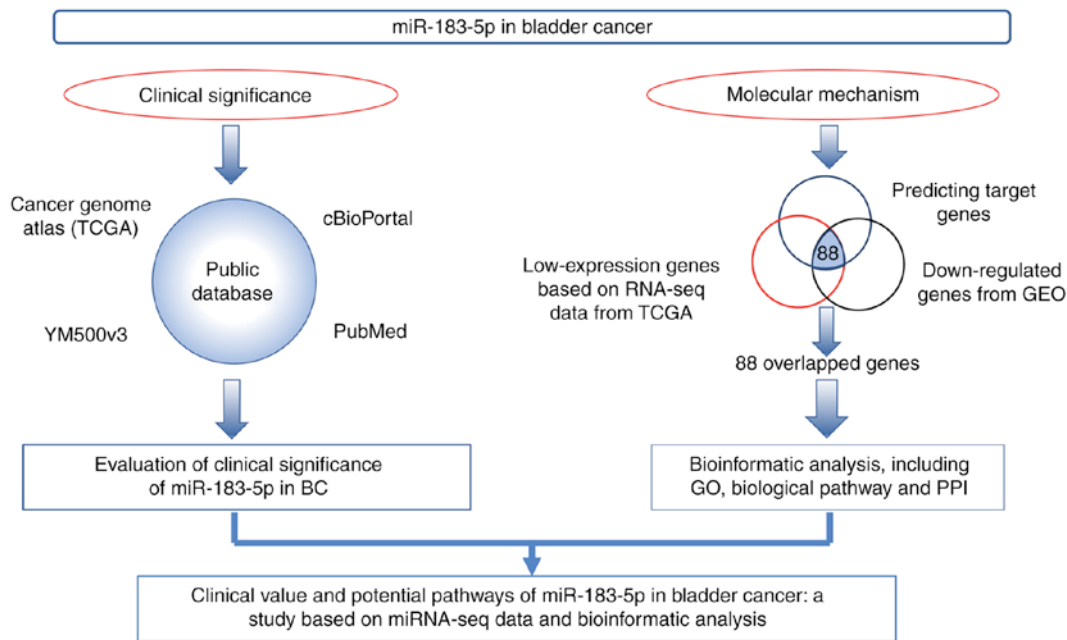 miR-183-5p in bladder cancer
Clinical significance
Cancer genome
atlas (TCGA)
cBioPortal
Public
database
YM500v3
PubMed
Evaluation of clinical significance
of miR-183-5p in BC
Molecular mechanism
Predicting target
genes
88
Low-expression genes
based on RNA-seq
data from TCGA
Down-regulated
genes from GEO
88 overlapped genes
Bioinformatic analysis, including
GO, biological pathway and PPI
Clinical value and potential pathways of miR-183-5p in bladder cancer: a
study based on miRNA-seq data and bioinformatic analysis